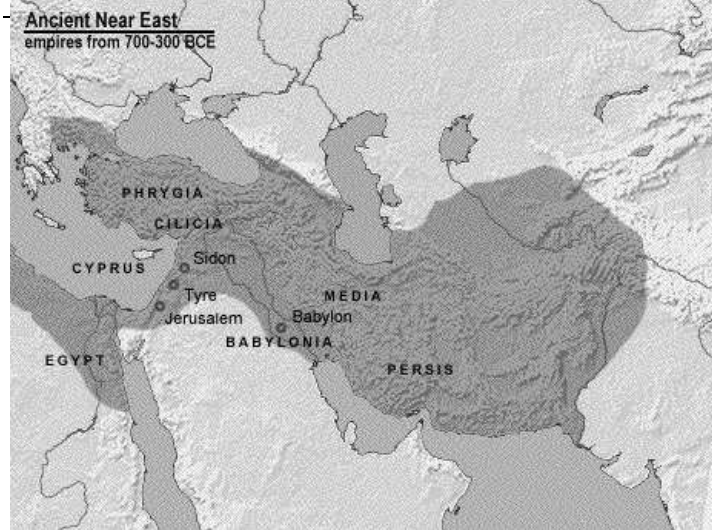 Ancient Near East
empires from 700-300 BCE
PHRYGIA
CILICIA
Sidon
CYPRUS
Tyre
MEDIA
Jerusalem
Babylon
BABYLONIA
EGYPT
PERSIS